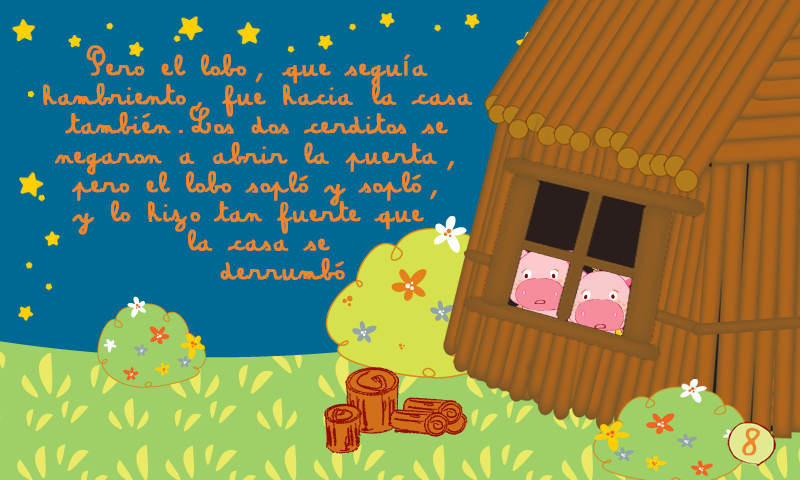 Pero el lobo, que seguía
hambriento, fue hacia la casa
también. Los dos cerditos se
negaron a abrir la puerta,
pero el lobo sopló y sopló,
y lo hizo tan fuerte que
la casa se
derrumbó
8